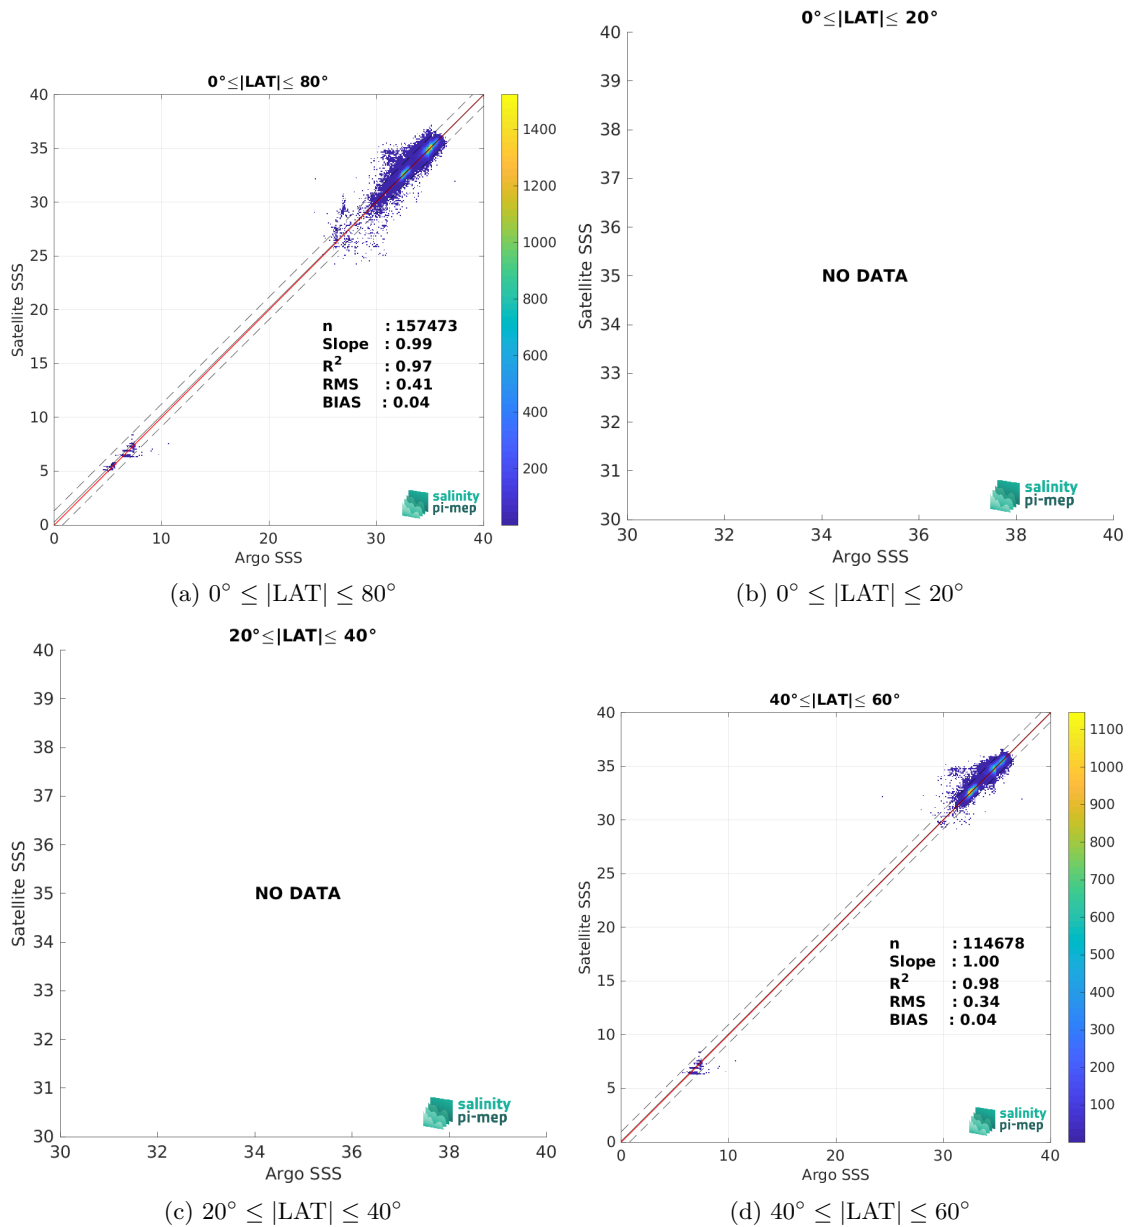 0°≤|LAT|≤ 80°
40
35
30
25
20
15
10
5
0
0
10
20
30
40
Satellite SSS
Argo SSS
n : 157473
Slope : 0.99
R² : 0.97
RMS : 0.41
BIAS : 0.04
1400
1200
1000
800
600
400
200
salinity
pi-mep
(a) 0° ≤ |LAT| ≤ 80°
0°≤|LAT|≤ 20°
40
39
38
37
36
35
34
33
32
31
30
30
32
34
36
38
40
Satellite SSS
Argo SSS
NO DATA
salinity
pi-mep
(b) 0° ≤ |LAT| ≤ 20°
20°≤|LAT|≤ 40°
40
39
38
37
36
35
34
33
32
31
30
30
32
34
36
38
40
Satellite SSS
Argo SSS
NO DATA
salinity
pi-mep
(c) 20° ≤ |LAT| ≤ 40°
40°≤|LAT|≤ 60°
40
35
30
25
20
15
10
5
0
0
10
20
30
40
Satellite SSS
Argo SSS
n : 114678
Slope : 1.00
R² : 0.98
RMS : 0.34
BIAS : 0.04
1100
1000
900
800
700
600
500
400
300
200
100
salinity
pi-mep
(d) 40° ≤ |LAT| ≤ 60°